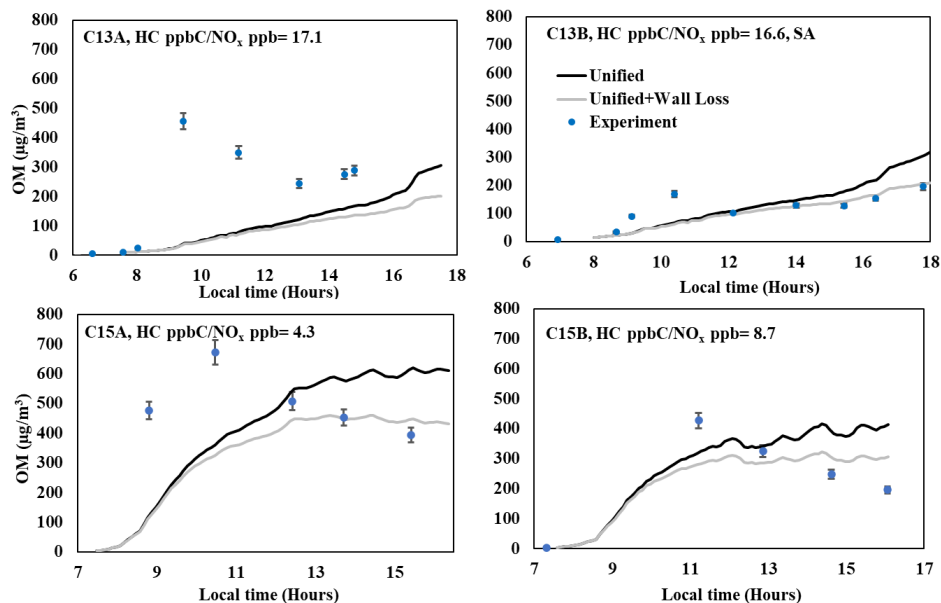 C13A, HC ppbC/NOx ppb= 17.1
OM (µg/m³)
800
700
600
500
400
300
200
100
0
6 8 10 12 14 16 18
Local time (Hours)
C13B, HC ppbC/NOx ppb= 16.6, SA
Unified
Unified+Wall Loss
Experiment
800
700
600
500
400
300
200
100
0
6 8 10 12 14 16 18
Local time (Hours)
C15A, HC ppbC/NOx ppb= 4.3
OM (µg/m³)
800
700
600
500
400
300
200
100
0
7 9 11 13 15
Local time (Hours)
C15B, HC ppbC/NOx ppb= 8.7
800
700
600
500
400
300
200
100
0
7 9 11 13 15 17
Local time (Hours)